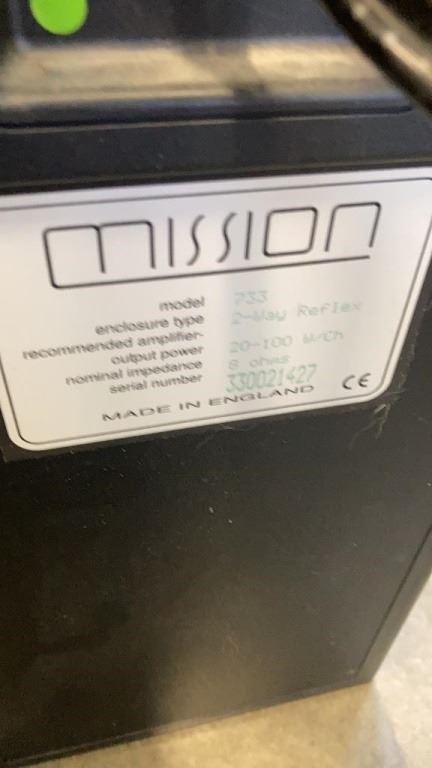 mission
model 733
enclosure type 2-Way Reflex
recommended amplifier-
output power 20-100 W/Ch
nominal impedance 8 ohms
serial number 330021427
MADE IN ENGLAND CE